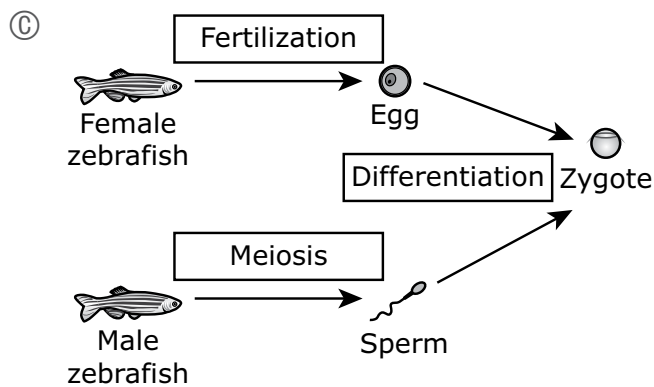 Ⓒ
Fertilization
Female
zebrafish
Egg
Differentiation
Zygote
Meiosis
Male
zebrafish
Sperm